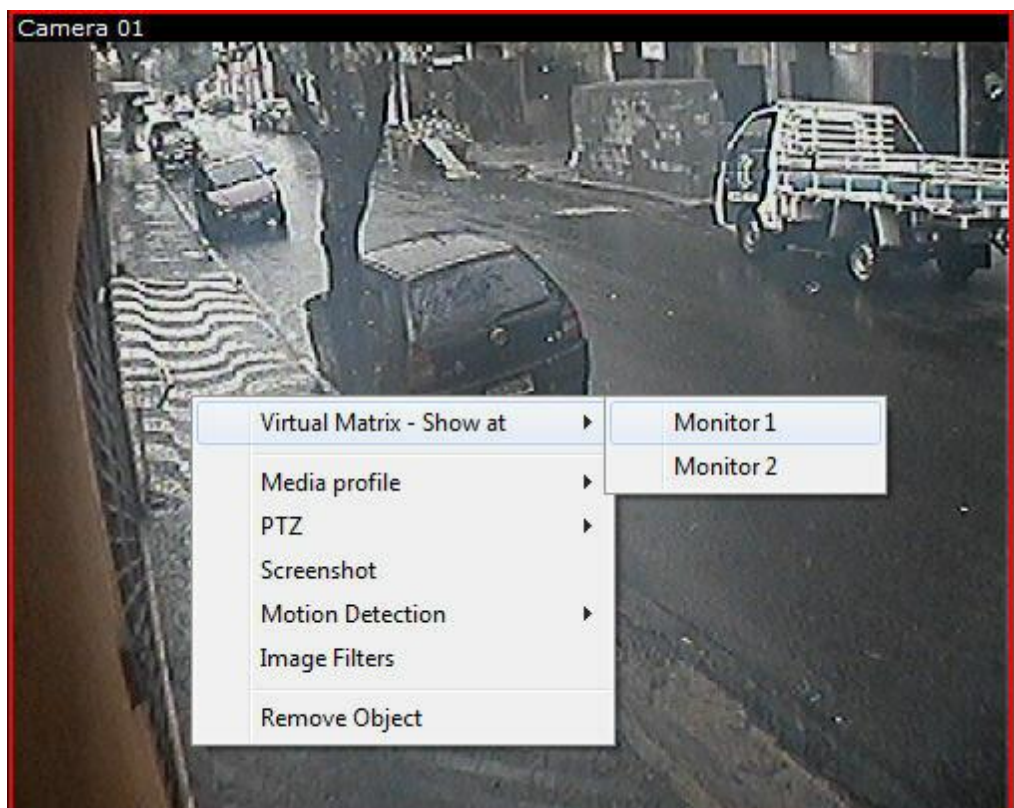 Camera 01
Virtual Matrix - Show at
Monitor 1
Monitor 2
Media profile
PTZ
Screenshot
Motion Detection
Image Filters
Remove Object